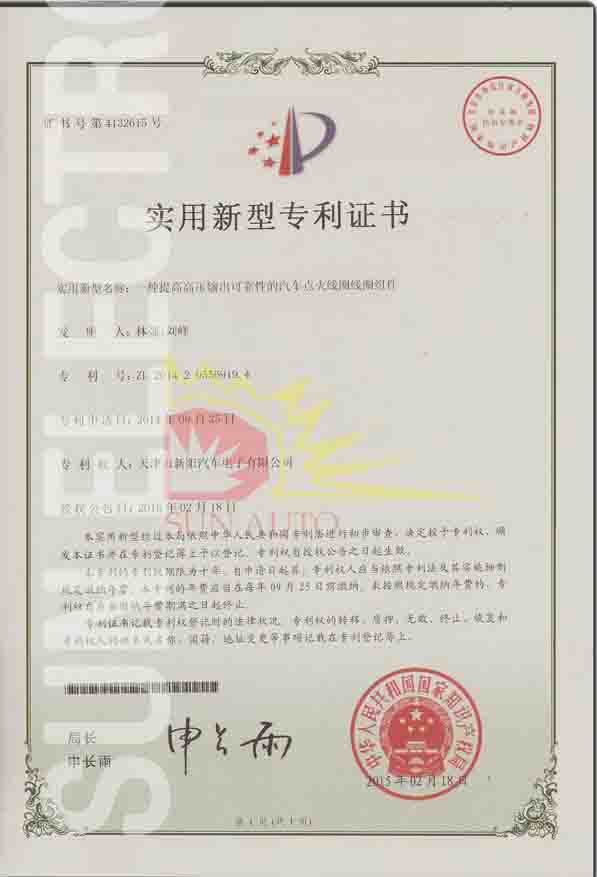 证书号第4132615号
实用新型专利证书
实用新型名称：一种提高高压输出可靠性的汽车点火线圈线圈组件
发 明 人：林 刘峰
专 利 号：ZL 2014 2 0550919.4
专利申请日：2014年09月25日
专 利 权 人：天津市新阳汽车电子有限公司
授权公告日：2015年02月18日
SUN AUTO
本实用新型经过本局依照中华人民共和国专利法进行初步审查，决定授予专利权，颁
发本证书并在专利登记簿上予以登记。专利权自授权公告之日起生效。
本专利的专利权期限为十年，自申请日起算。专利权人应当依照专利法及其实施细则
规定缴纳年费。本专利的年费应当在每年09月25日前缴纳。未按照规定缴纳年费的，专
利权自应当缴纳年费期满之日起终止。
专利证书记载专利权登记时的法律状况。专利权的转移、质押、无效、终止、恢复和
专利权人的姓名或名称、国籍、地址变更等事项记载在专利登记簿上。
局长
申长雨
申长雨
中华人民共和国国家知识产权局
2015年02月18日
第1页（共1页）
SUN ELECTRO